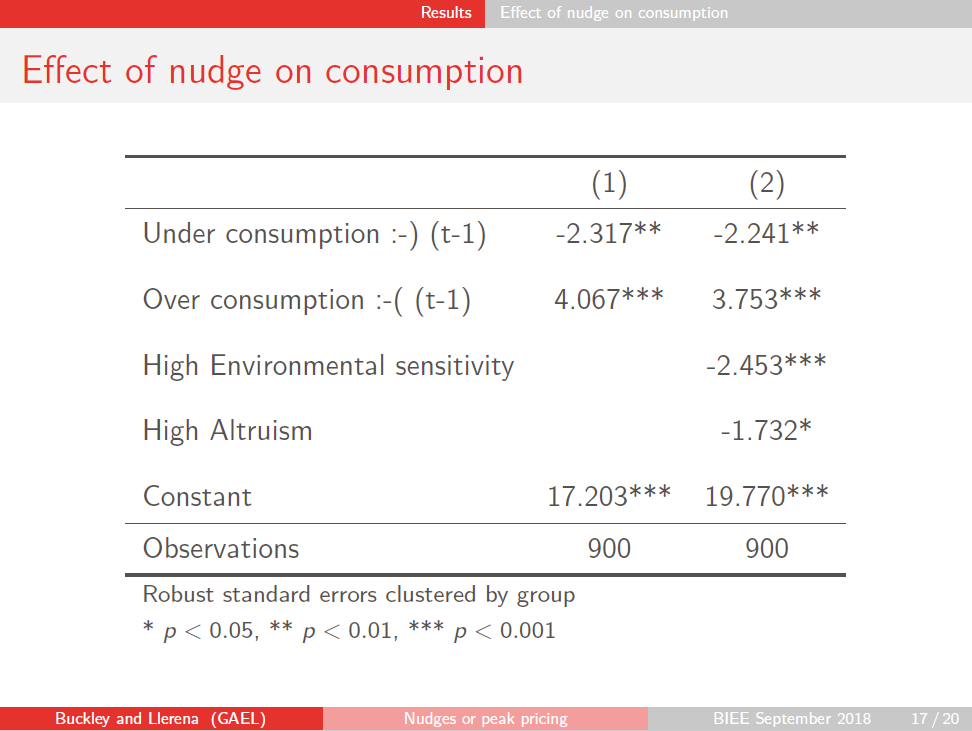 Results Effect of nudge on consumption
Effect of nudge on consumption
(1) (2)
Under consumption :-) (t-1) -2.317** -2.241**
Over consumption :-( (t-1) 4.067*** 3.753***
High Environmental sensitivity -2.453***
High Altruism -1.732*
Constant 17.203*** 19.770***
Observations 900 900
Robust standard errors clustered by group
* p < 0.05, ** p < 0.01, *** p < 0.001
Buckley and Llerena (GAEL) Nudges or peak pricing BIEE September 2018 17 / 20